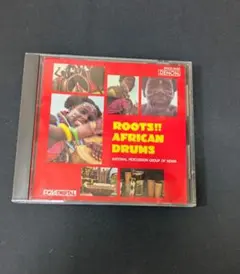 DENON
ROOTS!!
AFRICAN
DRUMS
NATIONAL PERCUSSION GROUP OF KENYA